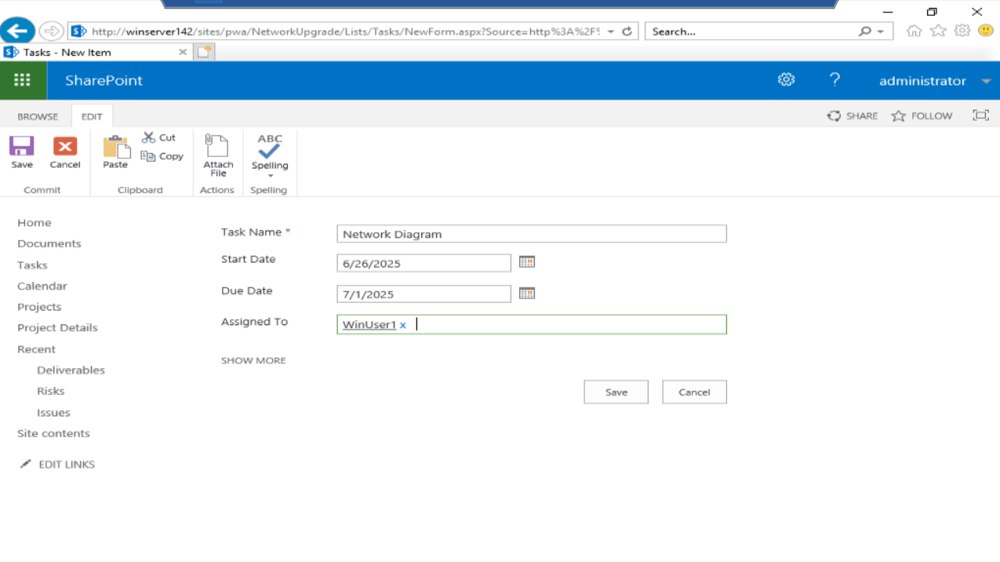 http://winserver142/sites/pwa/NetworkUpgrade/Lists/Tasks/NewForm.aspx?Source=http%3A%2F%
Search...
Tasks - New Item
SharePoint
? administrator
BROWSE EDIT
SHARE FOLLOW
Save Cancel
Commit
Paste Cut Copy
Clipboard
Attach File
Actions
ABC
Spelling
Spelling
Home
Documents
Tasks
Calendar
Projects
Project Details
Recent
Deliverables
Risks
Issues
Site contents
EDIT LINKS
Task Name * Network Diagram
Start Date 6/26/2025
Due Date 7/1/2025
Assigned To WinUser1 x
SHOW MORE
Save Cancel